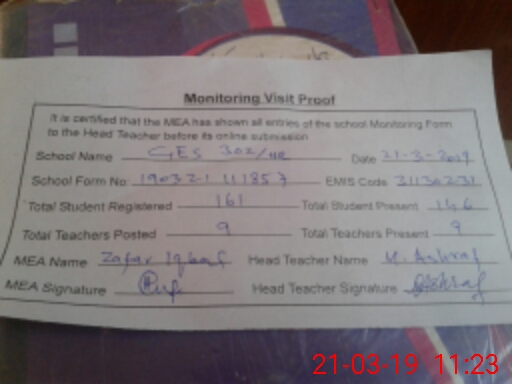 Monitoring Visit Proof
It is certified that the MEA has shown all entries of the school Monitoring Form
to the Head Teacher before its online submission
School Name GES 302/HR Date 21-3-2019
School Form No 190321111857 EMIS Code 31130231
Total Student Registered 161 Total Student Present 146
Total Teachers Posted 9 Total Teachers Present 9
MEA Name Zafar Iqbal Head Teacher Name M. Ashraf
MEA Signature Head Teacher Signature Ashraf
21-03-19 11:23